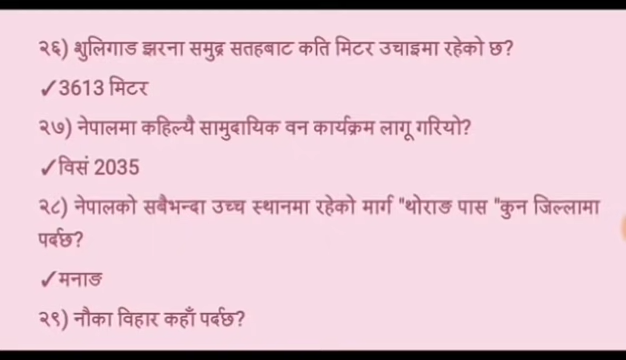 २६) शुलिगाड झरना समुद्र सतहबाट कति मिटर उचाइमा रहेको छ?
✓3613 मिटर
२७) नेपालमा कहिल्यै सामुदायिक वन कार्यक्रम लागू गरियो?
✓विसं 2035
२८) नेपालको सबैभन्दा उच्च स्थानमा रहेको मार्ग "थोराङ पास "कुन जिल्लामा
पर्दछ?
✓मनाङ
२९) नौका विहार कहाँ पर्दछ?